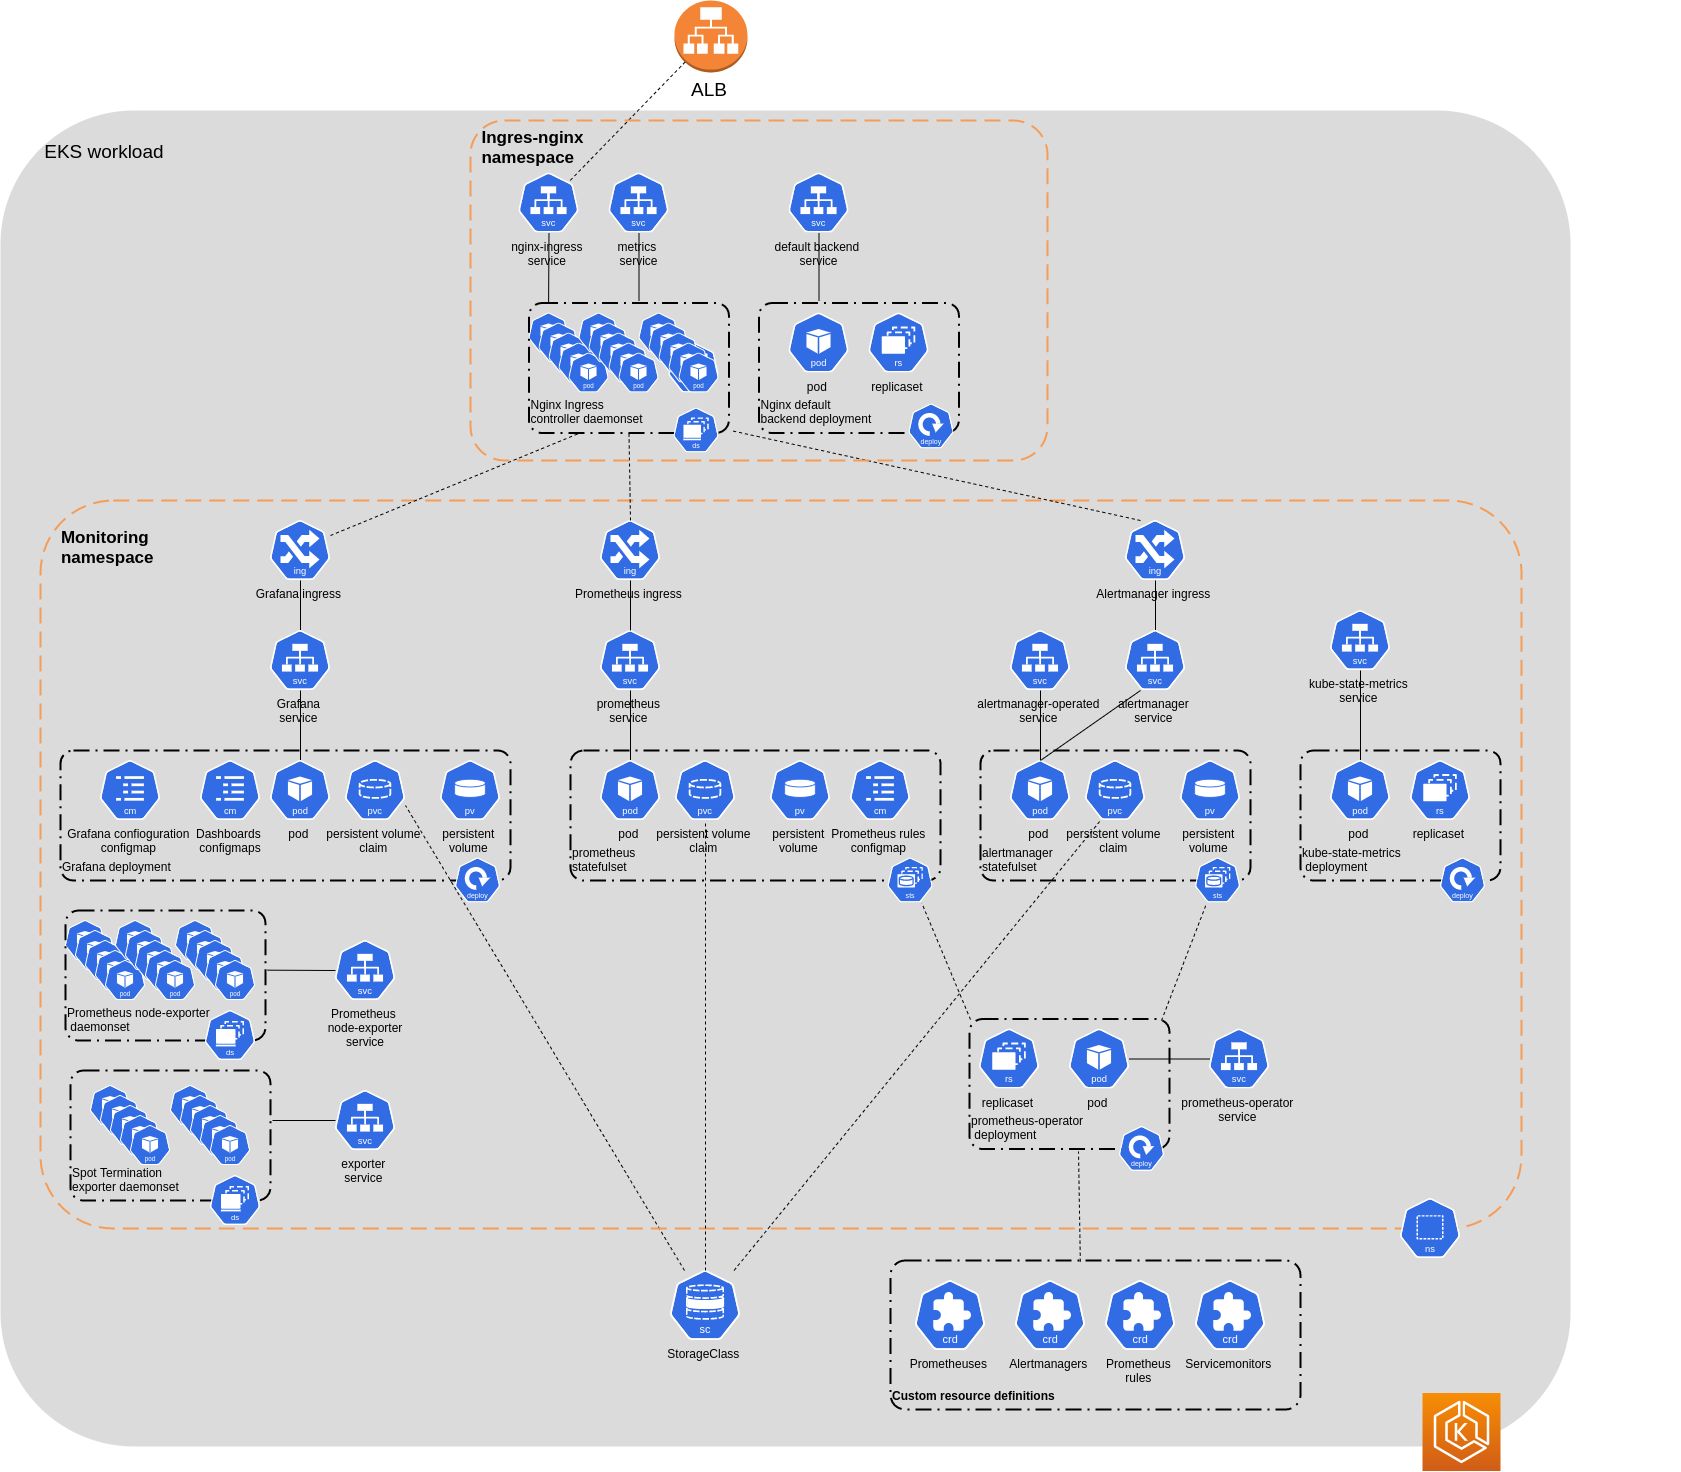 ALB
EKS workload
Ingres-nginx
namespace
svc
svc
svc
nginx-ingress
service
metrics
service
default backend
service
pod
pod
pod
pod
rs
pod
replicaset
Nginx Ingress
controller daemonset
ds
Nginx default
backend deployment
deploy
Monitoring
namespace
ing
ing
ing
Grafana ingress
Prometheus ingress
Alertmanager ingress
svc
svc
svc
svc
svc
Grafana
service
prometheus
service
alertmanager-operated
service
alertmanager
service
kube-state-metrics
service
cm
cm
pod
pvc
pv
Grafana confioguration
configmap
Dashboards
configmaps
pod
persistent volume
claim
persistent
volume
Grafana deployment
deploy
pod
pvc
pv
cm
pod
persistent volume
claim
persistent
volume
Prometheus rules
configmap
prometheus
statefulset
sts
pod
pvc
pv
pod
persistent volume
claim
persistent
volume
alertmanager
statefulset
sts
pod
rs
pod
replicaset
kube-state-metrics
deployment
deploy
pod
pod
pod
Prometheus node-exporter
daemonset
ds
svc
Prometheus
node-exporter
service
pod
pod
Spot Termination
exporter daemonset
ds
svc
exporter
service
rs
pod
svc
replicaset
pod
prometheus-operator
service
prometheus-operator
deployment
deploy
ns
sc
StorageClass
crd
crd
crd
crd
Prometheuses
Alertmanagers
Prometheus
rules
Servicemonitors
Custom resource definitions
K